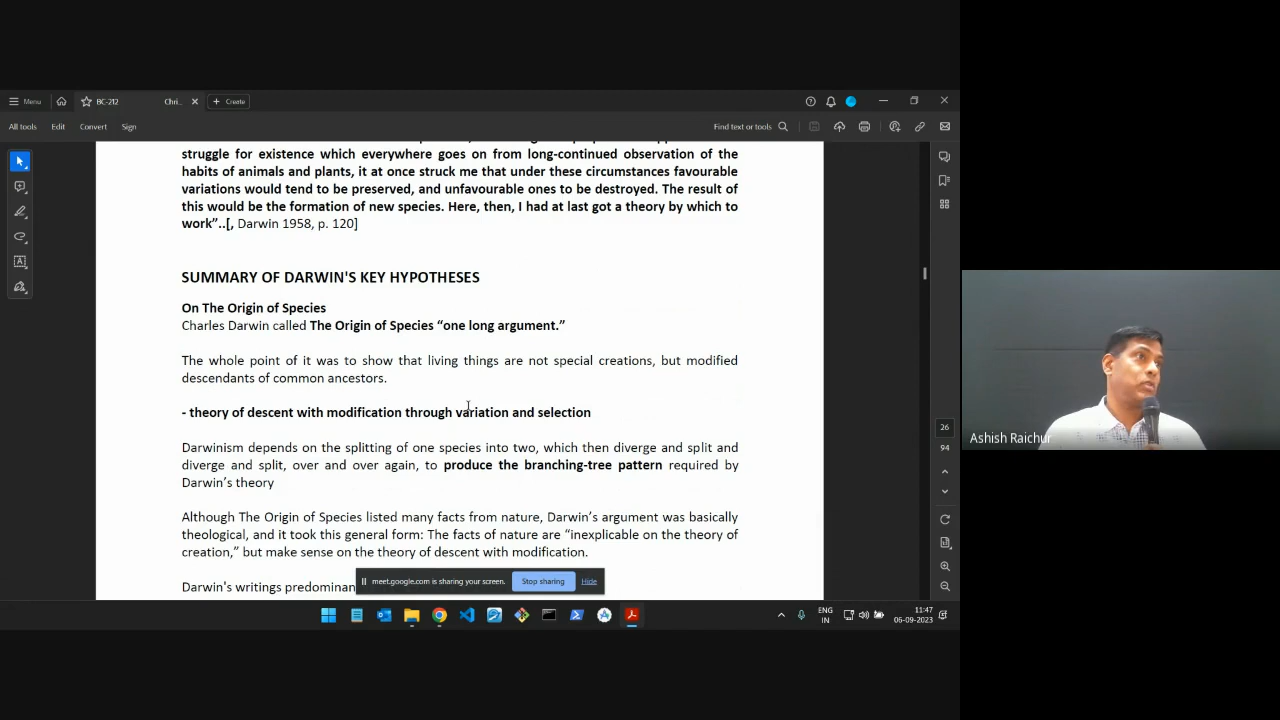 Menu
BC-212
Chri...
Create
All tools
Edit
Convert
Sign
Find text or tools
struggle for existence which everywhere goes on from long-continued observation of the
habits of animals and plants, it at once struck me that under these circumstances favourable
variations would tend to be preserved, and unfavourable ones to be destroyed. The result of
this would be the formation of new species. Here, then, I had at last got a theory by which to
work”..[, Darwin 1958, p. 120]
SUMMARY OF DARWIN'S KEY HYPOTHESES
On The Origin of Species
Charles Darwin called The Origin of Species “one long argument.”
The whole point of it was to show that living things are not special creations, but modified
descendants of common ancestors.
- theory of descent with modification through variation and selection
Darwinism depends on the splitting of one species into two, which then diverge and split and
diverge and split, over and over again, to produce the branching-tree pattern required by
Darwin’s theory
Although The Origin of Species listed many facts from nature, Darwin’s argument was basically
theological, and it took this general form: The facts of nature are “inexplicable on the theory of
creation,” but make sense on the theory of descent with modification.
Darwin's writings predominan
meet.google.com is sharing your screen.
Stop sharing
Hide
26
94
ENG
IN
11:47
06-09-2023
Ashish Raichur